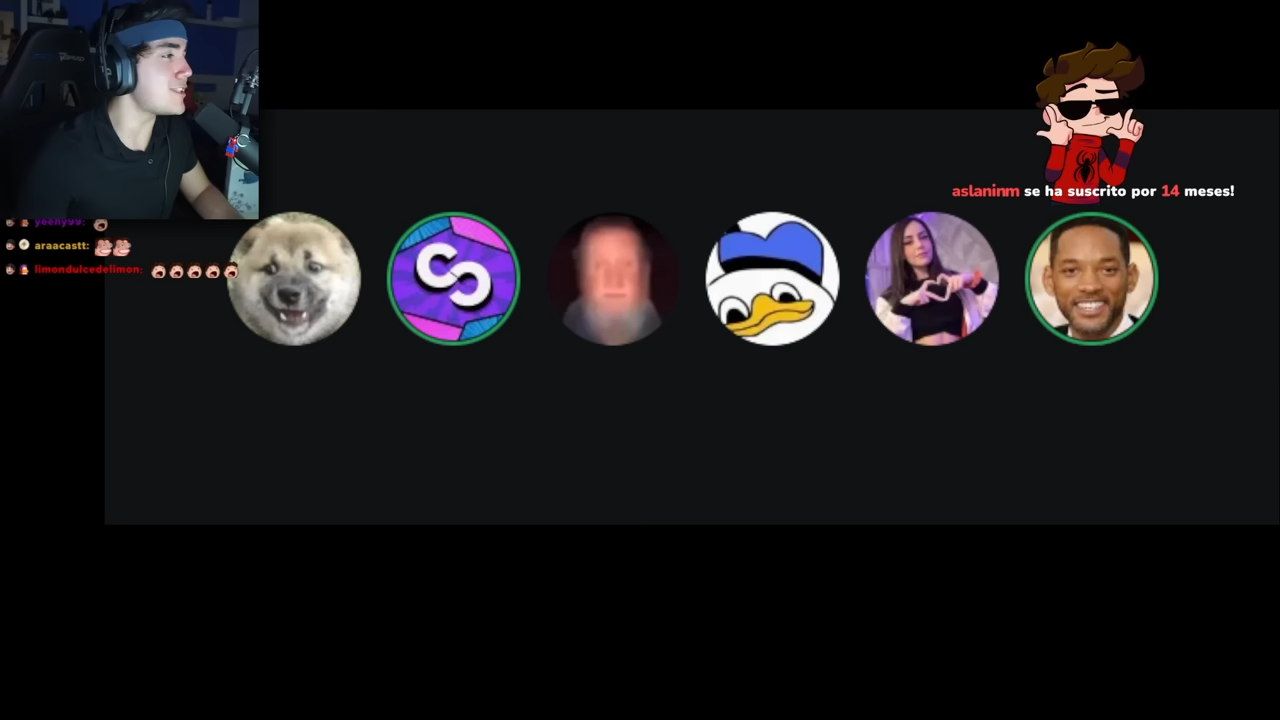 yeeny99:
araacastt:
limondulcedelimon:
aslaninm se ha suscrito por 14 meses!